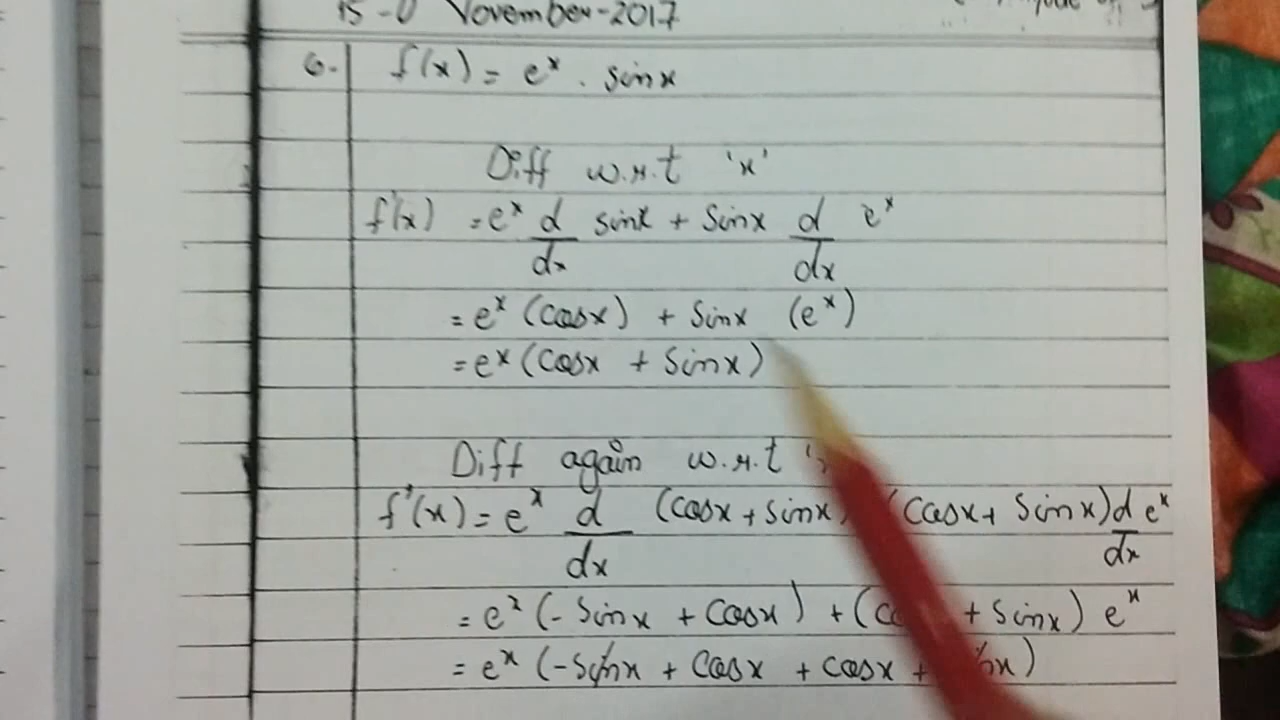 November-2017
6. f(x) = e^x . sinx
Diff w.r.t 'x'
f'(x) = e^x d/dx sinx + sinx d/dx e^x
= e^x (cosx) + sinx (e^x)
= e^x (cosx + sinx)
Diff again w.r.t
f"(x) = e^x d/dx (cosx + sinx) (cosx + sinx) d/dx e^x
= e^x (- sinx + cosx) + ( + sinx) e^x
= e^x (-sinx + cosx + cosx + )